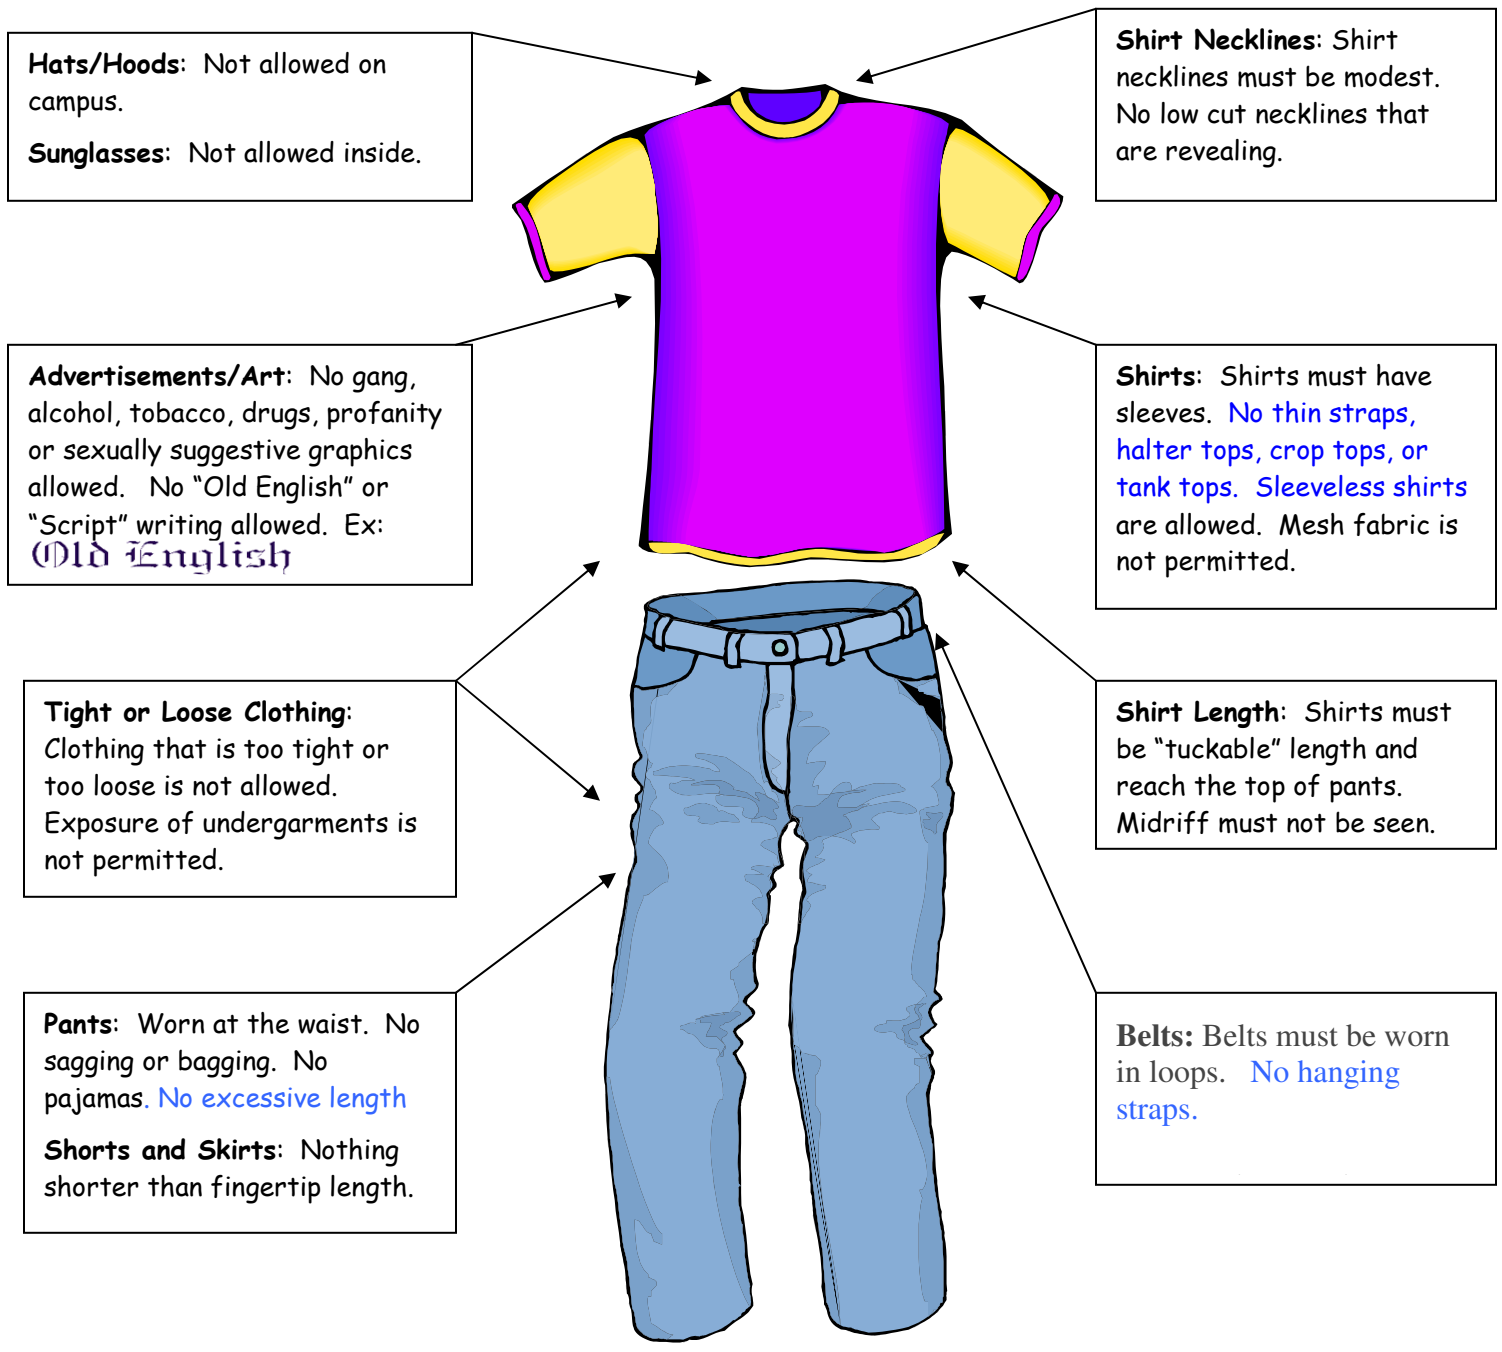 Hats/Hoods: Not allowed on
campus.
Sunglasses: Not allowed inside.
Shirt Necklines: Shirt
necklines must be modest.
No low cut necklines that
are revealing.
Advertisements/Art: No gang,
alcohol, tobacco, drugs, profanity
or sexually suggestive graphics
allowed. No “Old English” or
“Script” writing allowed. Ex:
Old English
Shirts: Shirts must have
sleeves. No thin straps,
halter tops, crop tops, or
tank tops. Sleeveless shirts
are allowed. Mesh fabric is
not permitted.
Tight or Loose Clothing:
Clothing that is too tight or
too loose is not allowed.
Exposure of undergarments is
not permitted.
Shirt Length: Shirts must
be “tuckable” length and
reach the top of pants.
Midriff must not be seen.
Pants: Worn at the waist. No
sagging or bagging. No
pajamas. No excessive length
Shorts and Skirts: Nothing
shorter than fingertip length.
Belts: Belts must be worn
in loops. No hanging
straps.